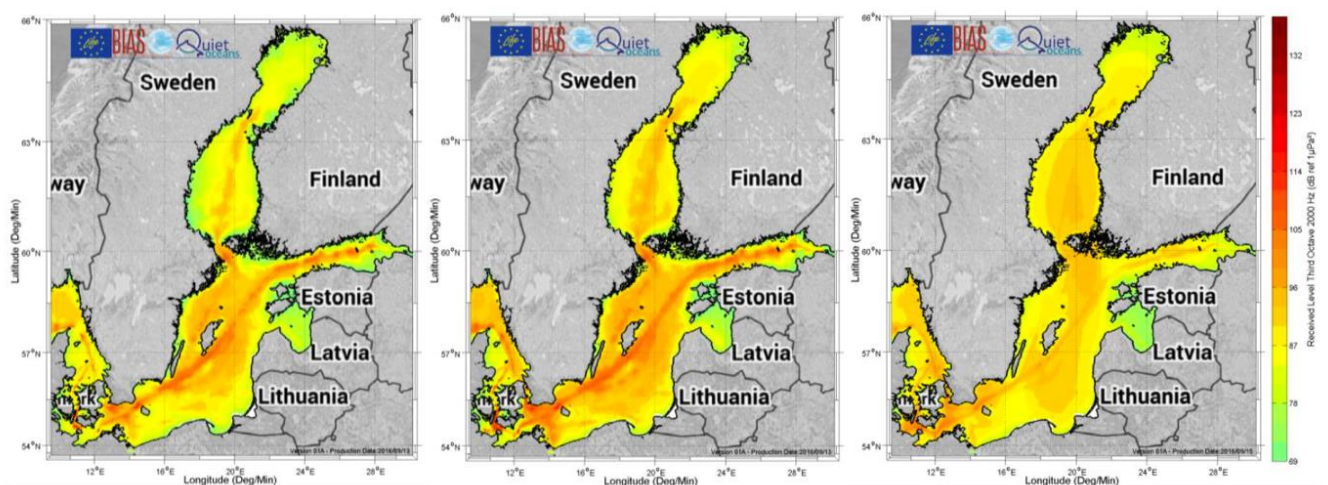 BIAS Quiet Oceans
Sweden
Finland
way
Estonia
Latvia
Lithuania
rk
63°N
60°N
57°N
54°N
12°E 16°E 20°E 24°E 28°E
Latitude (Deg/Min)
Longitude (Deg/Min)
Version 01A - Production Date 2016/09/13
BIAS Quiet Oceans
Sweden
Finland
way
Estonia
Latvia
Lithuania
rk
63°N
60°N
57°N
54°N
12°E 16°E 20°E 24°E 28°E
Latitude (Deg/Min)
Longitude (Deg/Min)
Version 01A - Production Date 2016/09/13
BIAS Quiet Oceans
Sweden
Finland
way
Estonia
Latvia
Lithuania
rk
63°N
60°N
57°N
54°N
12°E 16°E 20°E 24°E 28°E
Latitude (Deg/Min)
Longitude (Deg/Min)
Version 01A - Production Date 2016/09/15
132
123
114
105
96
87
78
69
Received Level Third Octave 2000 Hz (dB ref 1µPa²)